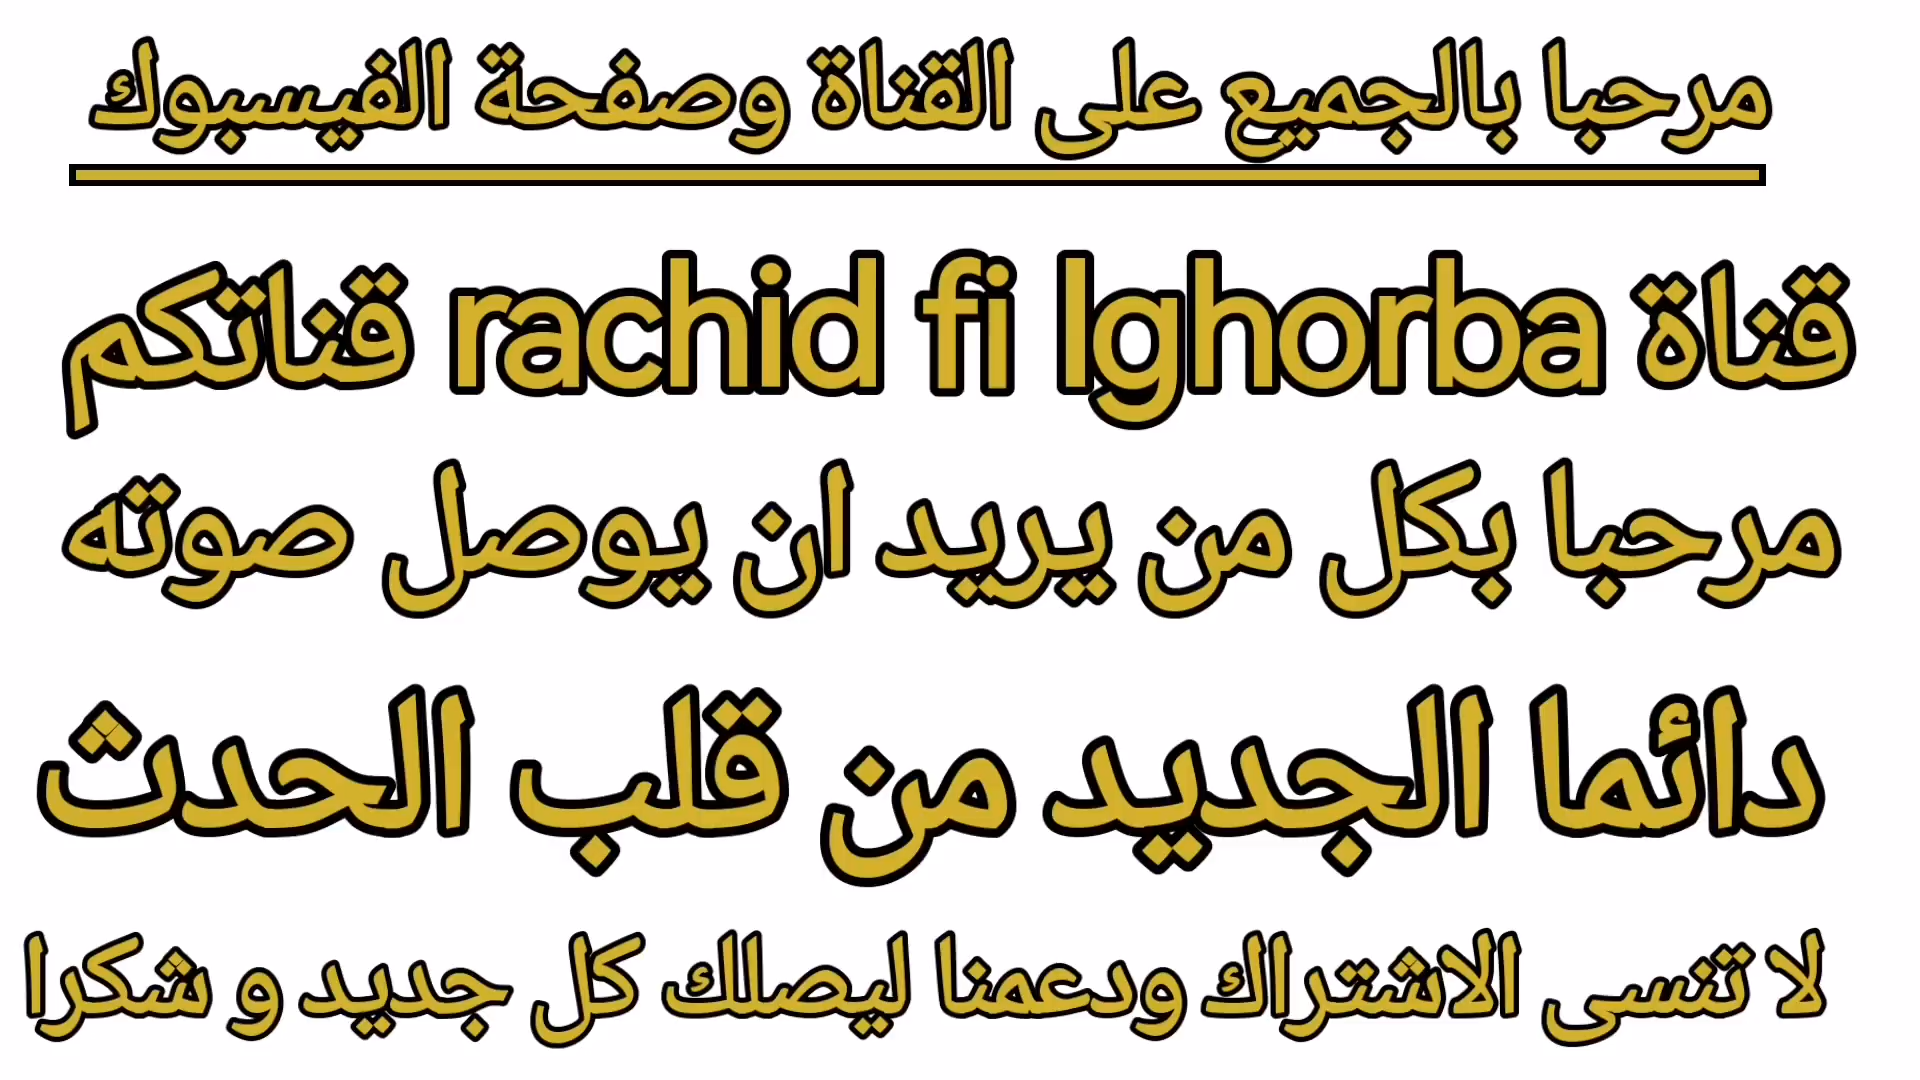 مرحبا بالجميع على القناة وصفحة الفيسبوك
قناة rachid fi lghorba قناتكم
مرحبا بكل من يريد ان يوصل صوته
دائما الجديد من قلب الحدث
لا تنسى الاشتراك ودعمنا ليصلك كل جديد و شكرا